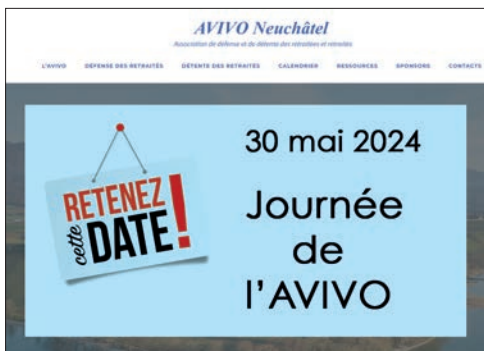 AVIVO Neuchâtel
Association de défense et de détente des retraitées et retraités
L'AVIVO DÉFENSE DES RETRAITÉS DÉTENTE DES RETRAITÉS CALENDRIER RESSOURCES SPONSORS CONTACTS
RETENEZ
cette
DATE!
30 mai 2024
Journée
de
l'AVIVO